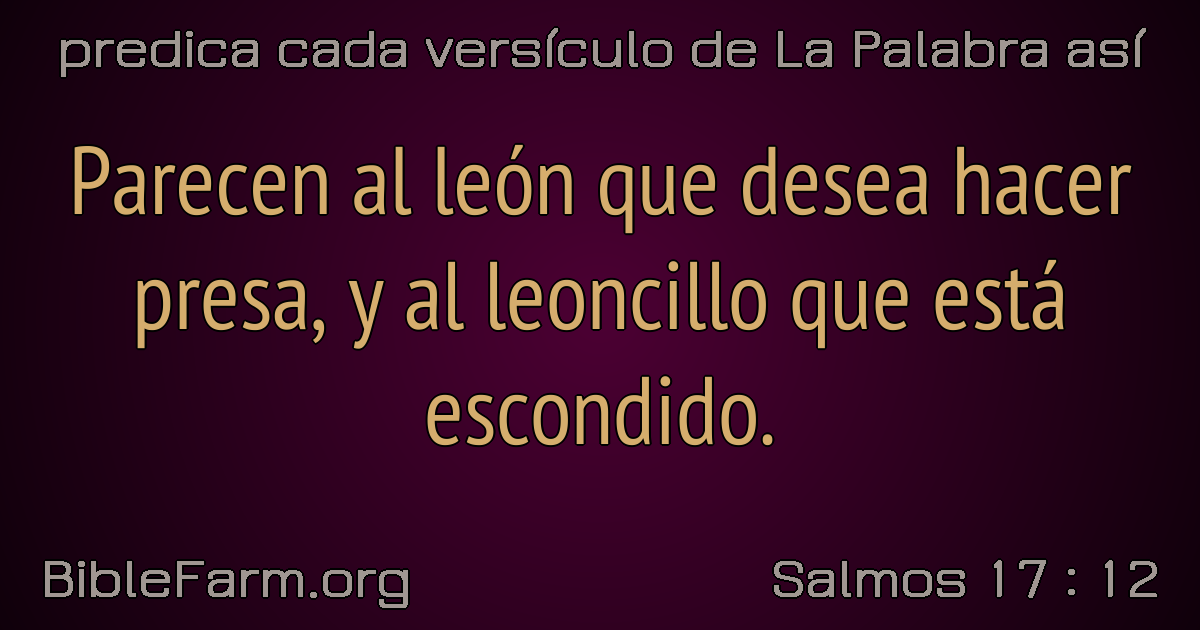 predica cada versículo de La Palabra así
Parecen al león que desea hacer
presa, y al leoncillo que está
escondido.
BibleFarm.org
Salmos 17 : 12